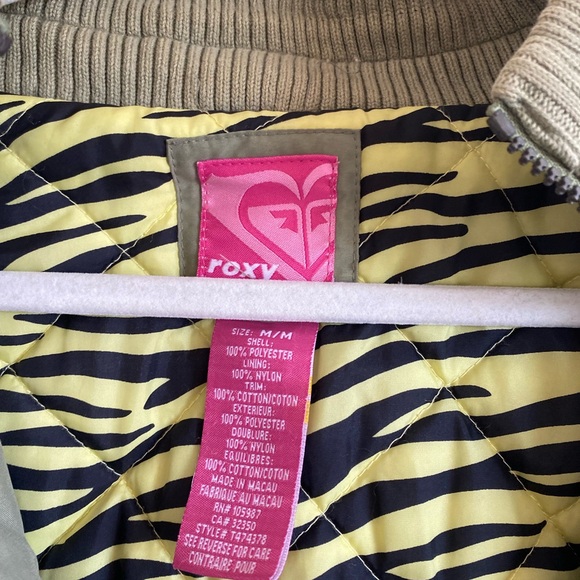 roxy
SIZE: M/M
SHELL:
100% POLYESTER
LINING:
100% NYLON
TRIM:
100% COTTON/COTON
EXTERIEUR:
100% POLYESTER
DOUBLURE:
100% NYLON
EQUILIBRES:
100% COTTON/COTON
MADE IN MACAU
FABRIQUE AU MACAU
RN# 105987
CA# 32350
STYLE# T474378
SEE REVERSE FOR CARE
CONTRAIRE POUR